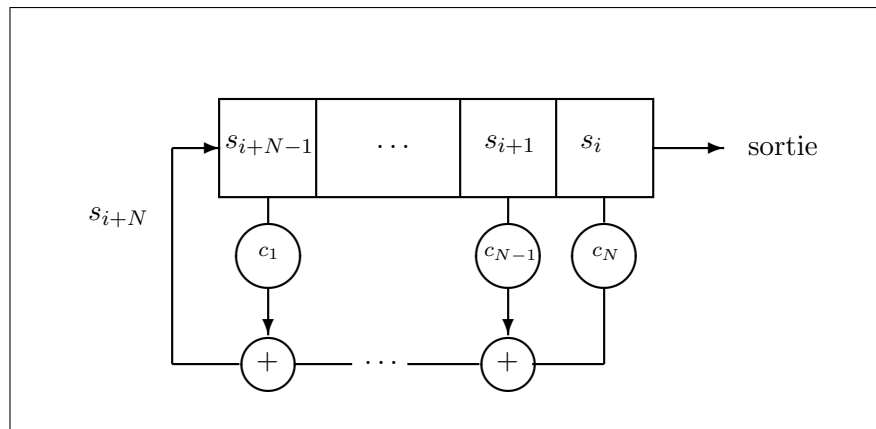 s_{i+N−1} ··· s_{i+1} s_i sortie
s_{i+N}
c_1 c_{N−1} c_N
+ ··· +